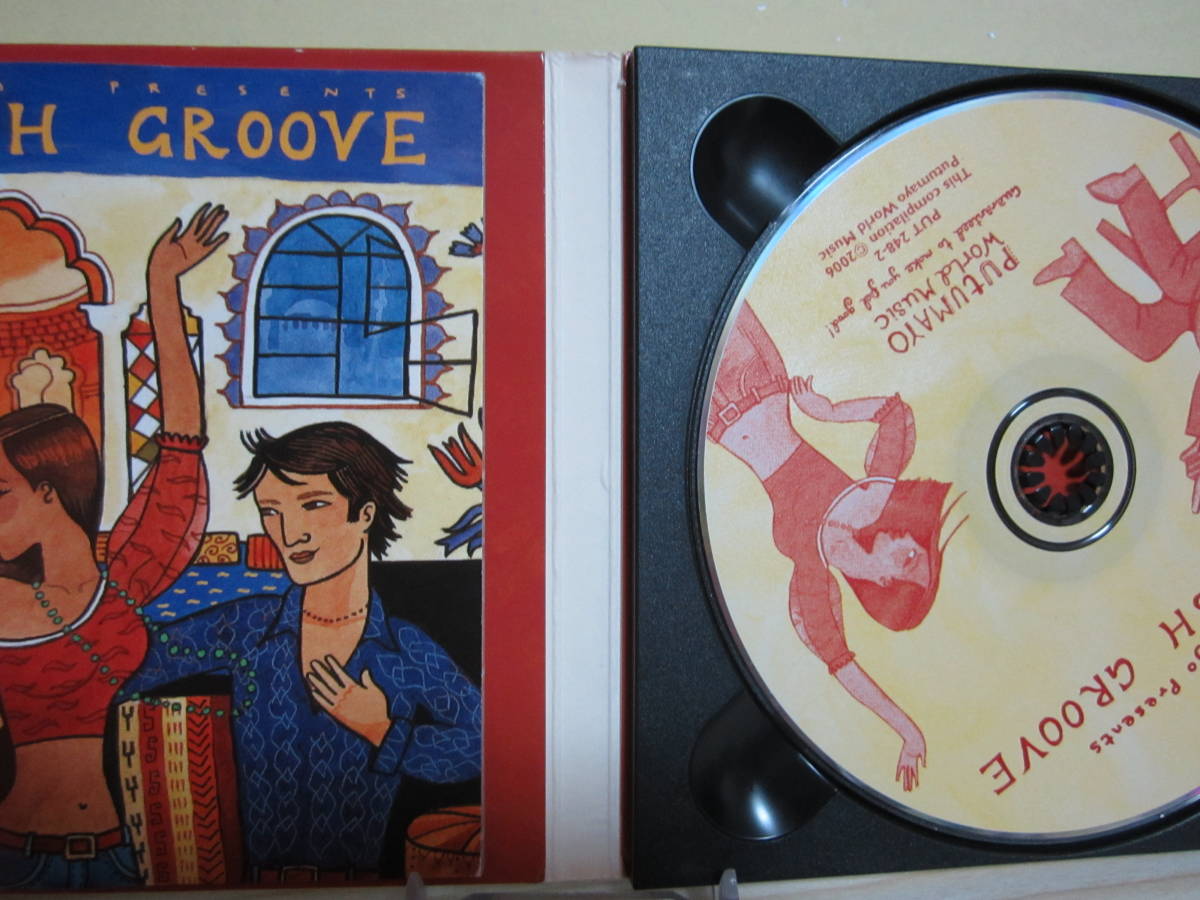 PRESENTS
H GROOVE
PUTUMAYO
World Music
Guaranteed to make you feel good!
PUT 248-2
This compilation ©2006
Putumayo World Music
Presents
SH GROOVE